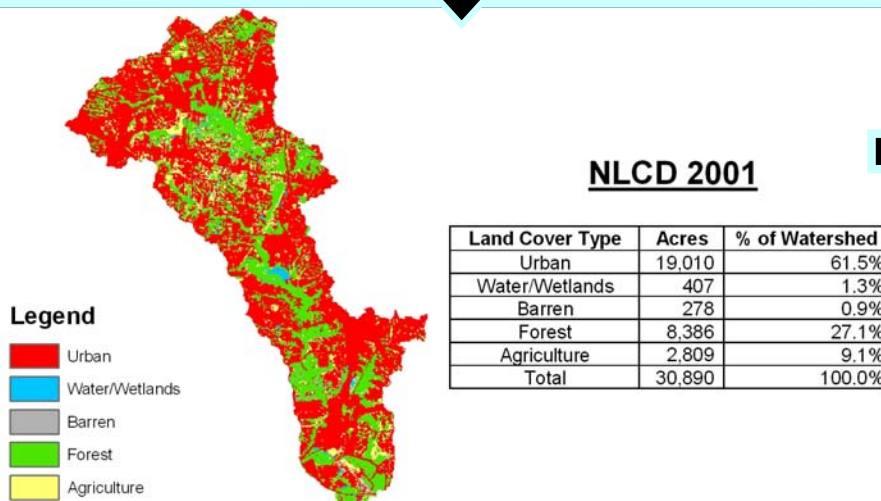 NLCD 2001
Land Cover Type Acres % of Watershed
Urban 19,010 61.5%
Water/Wetlands 407 1.3%
Barren 278 0.9%
Forest 8,386 27.1%
Agriculture 2,809 9.1%
Total 30,890 100.0%
Legend
Urban
Water/Wetlands
Barren
Forest
Agriculture